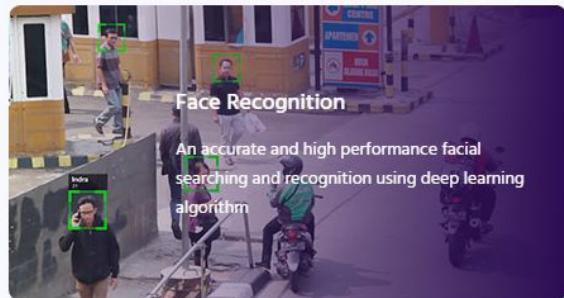 CENTRE
APARTEMEN
Face Recognition
An accurate and high performance facial
Indra
searching and recognition using deep learning
algorithm